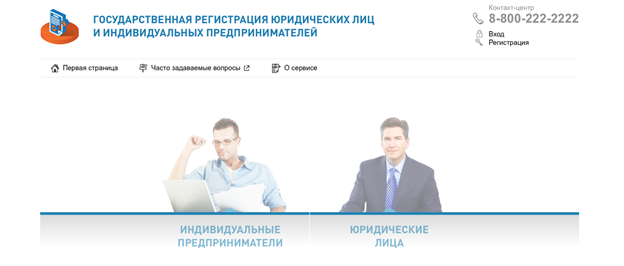 ГОСУДАРСТВЕННАЯ РЕГИСТРАЦИЯ ЮРИДИЧЕСКИХ ЛИЦ
И ИНДИВИДУАЛЬНЫХ ПРЕДПРИНИМАТЕЛЕЙ
Контакт-центр
8-800-222-2222
Вход
Регистрация
Первая страница Часто задаваемые вопросы О сервисе
ИНДИВИДУАЛЬНЫЕ
ПРЕДПРИНИМАТЕЛИ
ЮРИДИЧЕСКИЕ
ЛИЦА